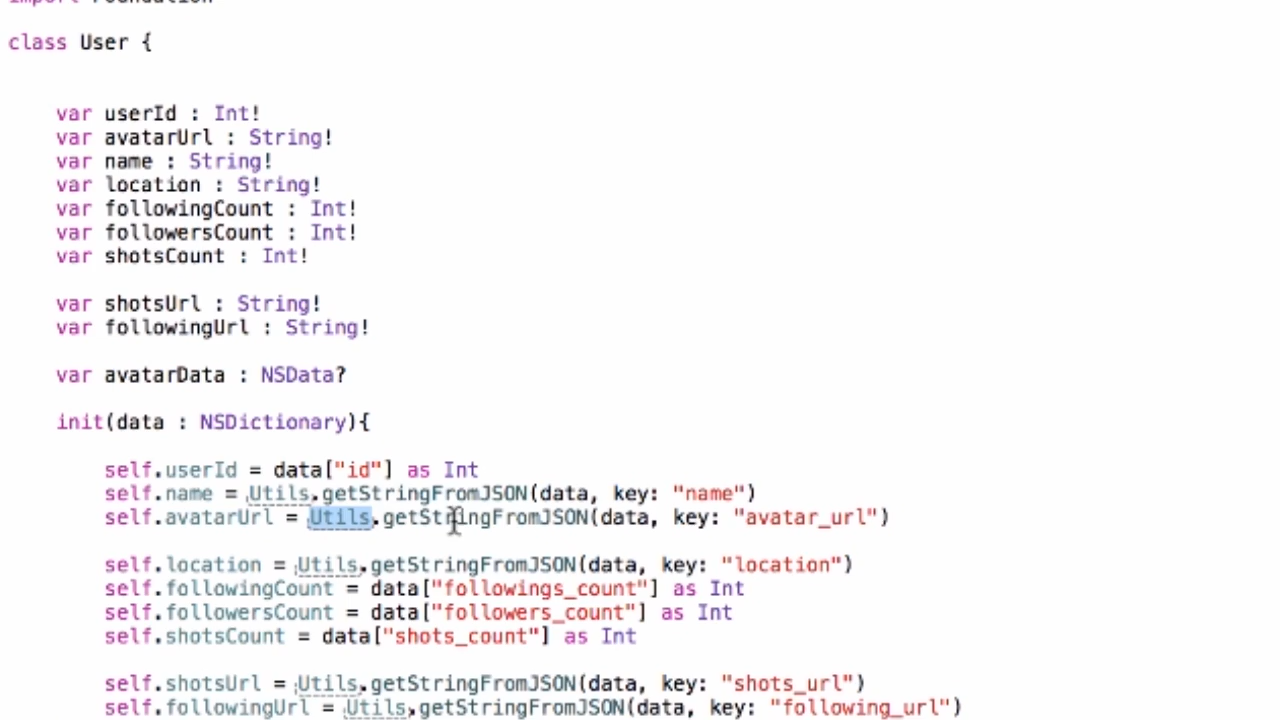 import Foundation
class User {
var userId : Int!
var avatarUrl : String!
var name : String!
var location : String!
var followingCount : Int!
var followersCount : Int!
var shotsCount : Int!
var shotsUrl : String!
var followingUrl : String!
var avatarData : NSData?
init(data : NSDictionary){
self.userId = data["id"] as Int
self.name = Utils.getStringFromJSON(data, key: "name")
self.avatarUrl = Utils.getStringFromJSON(data, key: "avatar_url")
self.location = Utils.getStringFromJSON(data, key: "location")
self.followingCount = data["followings_count"] as Int
self.followersCount = data["followers_count"] as Int
self.shotsCount = data["shots_count"] as Int
self.shotsUrl = Utils.getStringFromJSON(data, key: "shots_url")
self.followingUrl = Utils.getStringFromJSON(data, key: "following_url")